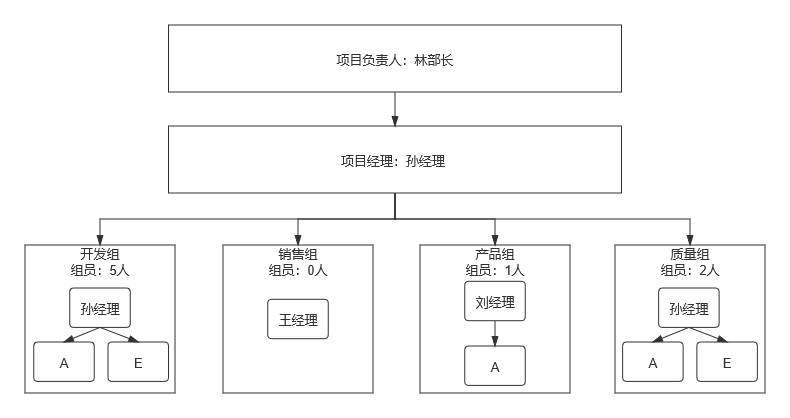 项目负责人：林部长
项目经理：孙经理
开发组
组员：5人
孙经理
A
E
销售组
组员：0人
王经理
产品组
组员：1人
刘经理
A
质量组
组员：2人
孙经理
A
E